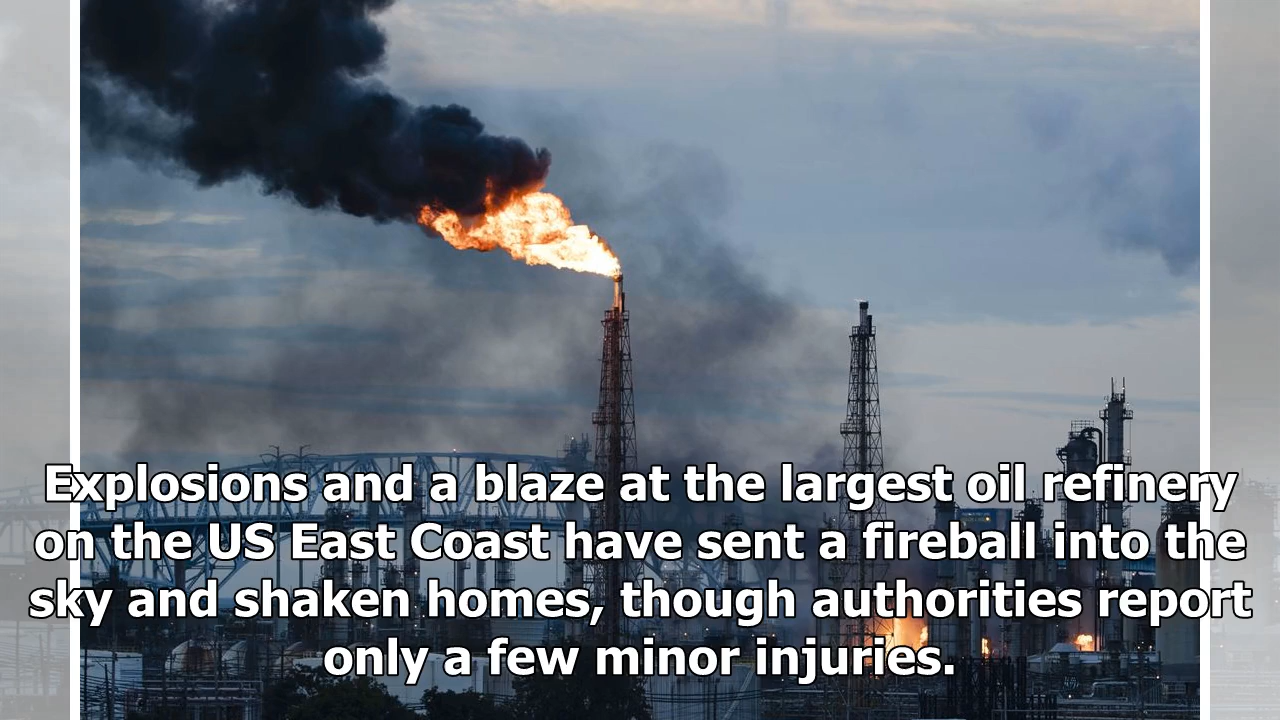 Explosions and a blaze at the largest oil refinery
on the US East Coast have sent a fireball into the
sky and shaken homes, though authorities report
only a few minor injuries.